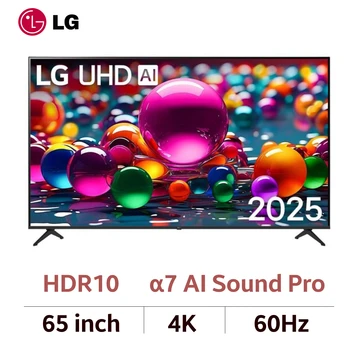 LG
LG UHD AI
2025
HDR10 α7 AI Sound Pro
65 inch 4K 60Hz